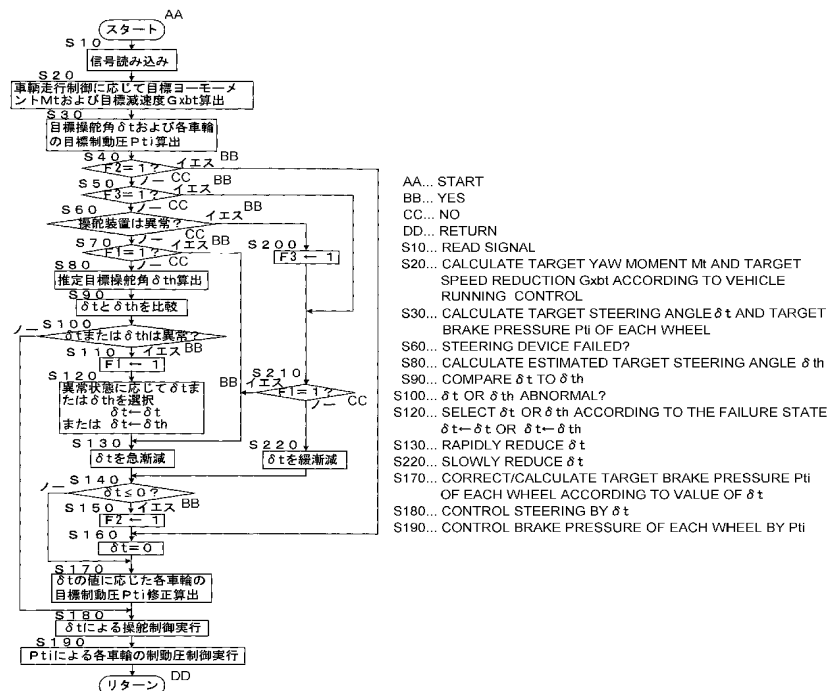 スタート AA
S10
信号読み込み
S20
車輌走行制御に応じて目標ヨーモーメ
ントMtおよび目標減速度Gxbt算出
S30
目標操舵角δtおよび各車輪
の目標制動圧Pti算出
S40
F2=1?
イエス BB
ノー CC
S50
F3=1?
イエス BB
ノー CC
S60
操舵装置は異常?
イエス BB
ノー CC
S70
F1=1?
イエス BB
ノー CC
S200
F3←1
S80
推定目標操舵角δth算出
S90
δtとδthを比較
S100
δtまたはδthは異常?
ノー
イエス BB
S110
F1←1
S120
異常状態に応じてδtま
たはδthを選択
δt←δt
または δt←δth
S210
F1=1?
BB イエス
ノー CC
S130
δtを急漸減
S220
δtを緩漸減
S140
δt≤0?
ノー
イエス BB
S150
F2←1
S160
δt=0
S170
δtの値に応じた各車輪の
目標制動圧Pti修正算出
S180
δtによる操舵制御実行
S190
Ptiによる各車輪の制動圧制御実行
リターン DD
AA... START
BB... YES
CC... NO
DD... RETURN
S10... READ SIGNAL
S20... CALCULATE TARGET YAW MOMENT Mt AND TARGET
SPEED REDUCTION Gxbt ACCORDING TO VEHICLE
RUNNING CONTROL
S30... CALCULATE TARGET STEERING ANGLE δt AND TARGET
BRAKE PRESSURE Pti OF EACH WHEEL
S60... STEERING DEVICE FAILED?
S80... CALCULATE ESTIMATED TARGET STEERING ANGLE δth
S90... COMPARE δt TO δth
S100... δt OR δth ABNORMAL?
S120... SELECT δt OR δth ACCORDING TO THE FAILURE STATE
δt←δt OR δt←δth
S130... RAPIDLY REDUCE δt
S220... SLOWLY REDUCE δt
S170... CORRECT/CALCULATE TARGET BRAKE PRESSURE Pti
OF EACH WHEEL ACCORDING TO VALUE OF δt
S180... CONTROL STEERING BY δt
S190... CONTROL BRAKE PRESSURE OF EACH WHEEL BY Pti